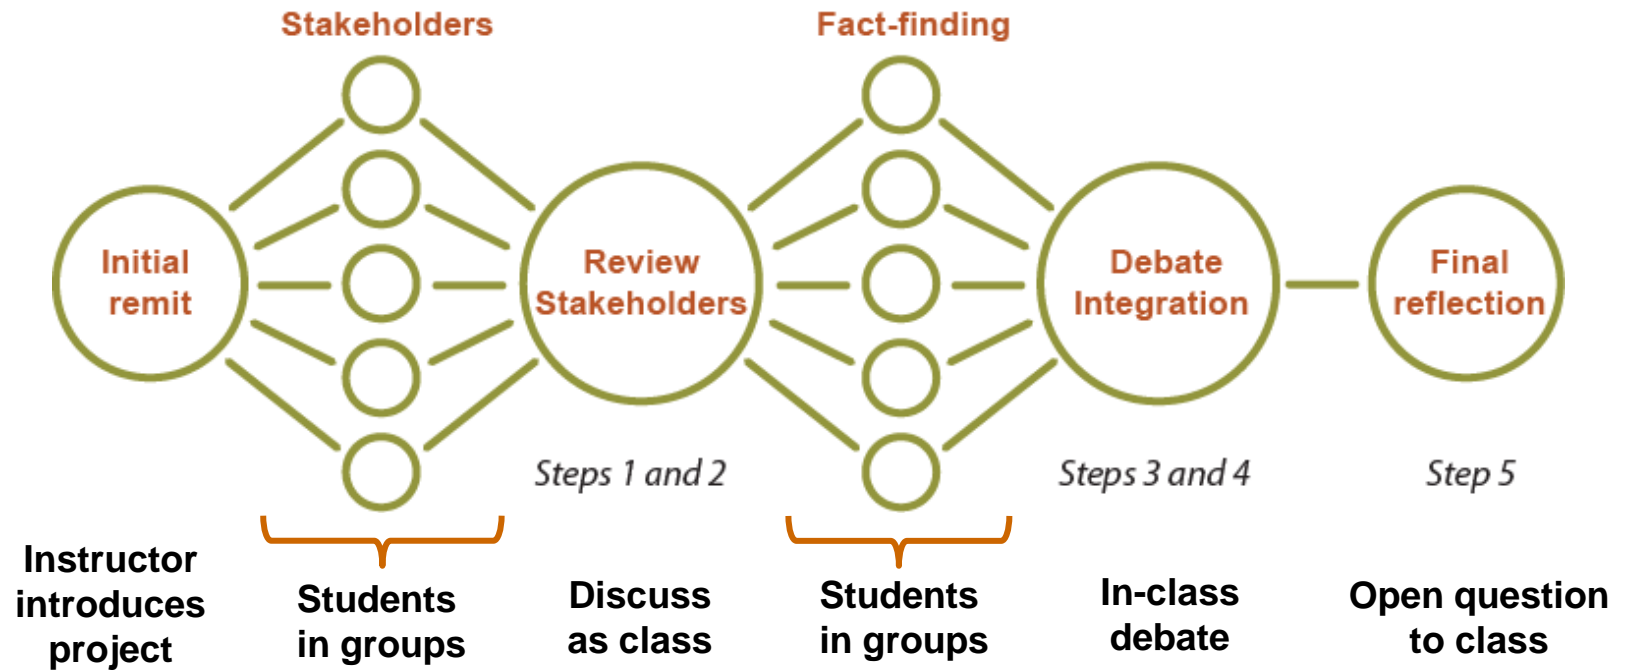 Stakeholders
Fact-finding
Initial
remit
Review
Stakeholders
Debate
Integration
Final
reflection
Steps 1 and 2
Steps 3 and 4
Step 5
Instructor
introduces
project
Students
in groups
Discuss
as class
Students
in groups
In-class
debate
Open question
to class